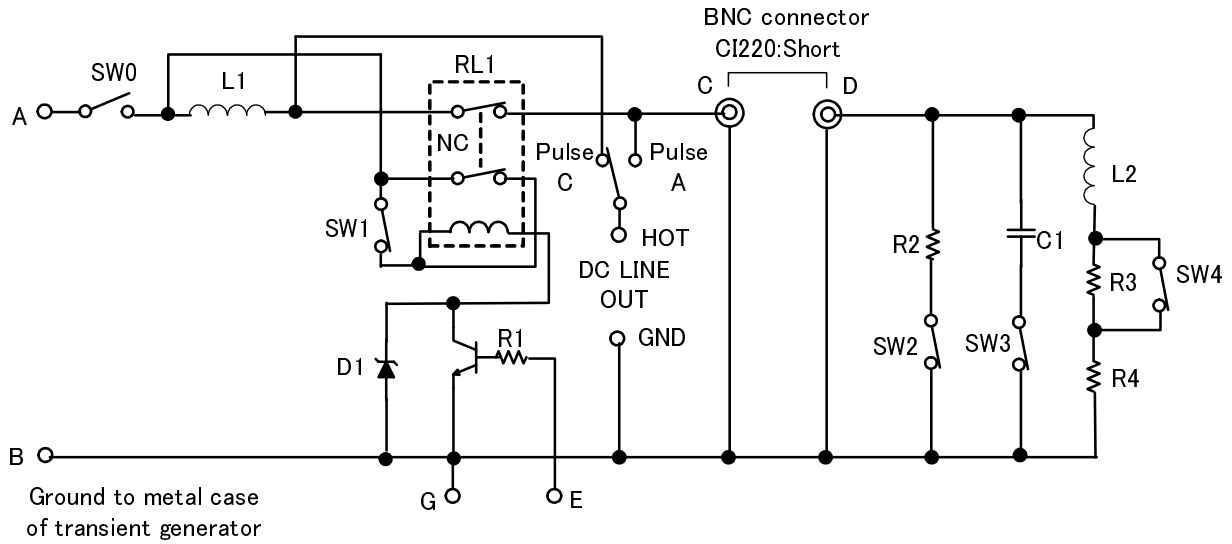 BNC connector
CI220:Short
SW0
L1
RL1
C
D
A
NC
Pulse
C
Pulse
A
L2
SW1
HOT
R2
C1
DC LINE
OUT
R3
SW4
GND
D1
R1
SW2
SW3
R4
B
G
E
Ground to metal case
of transient generator